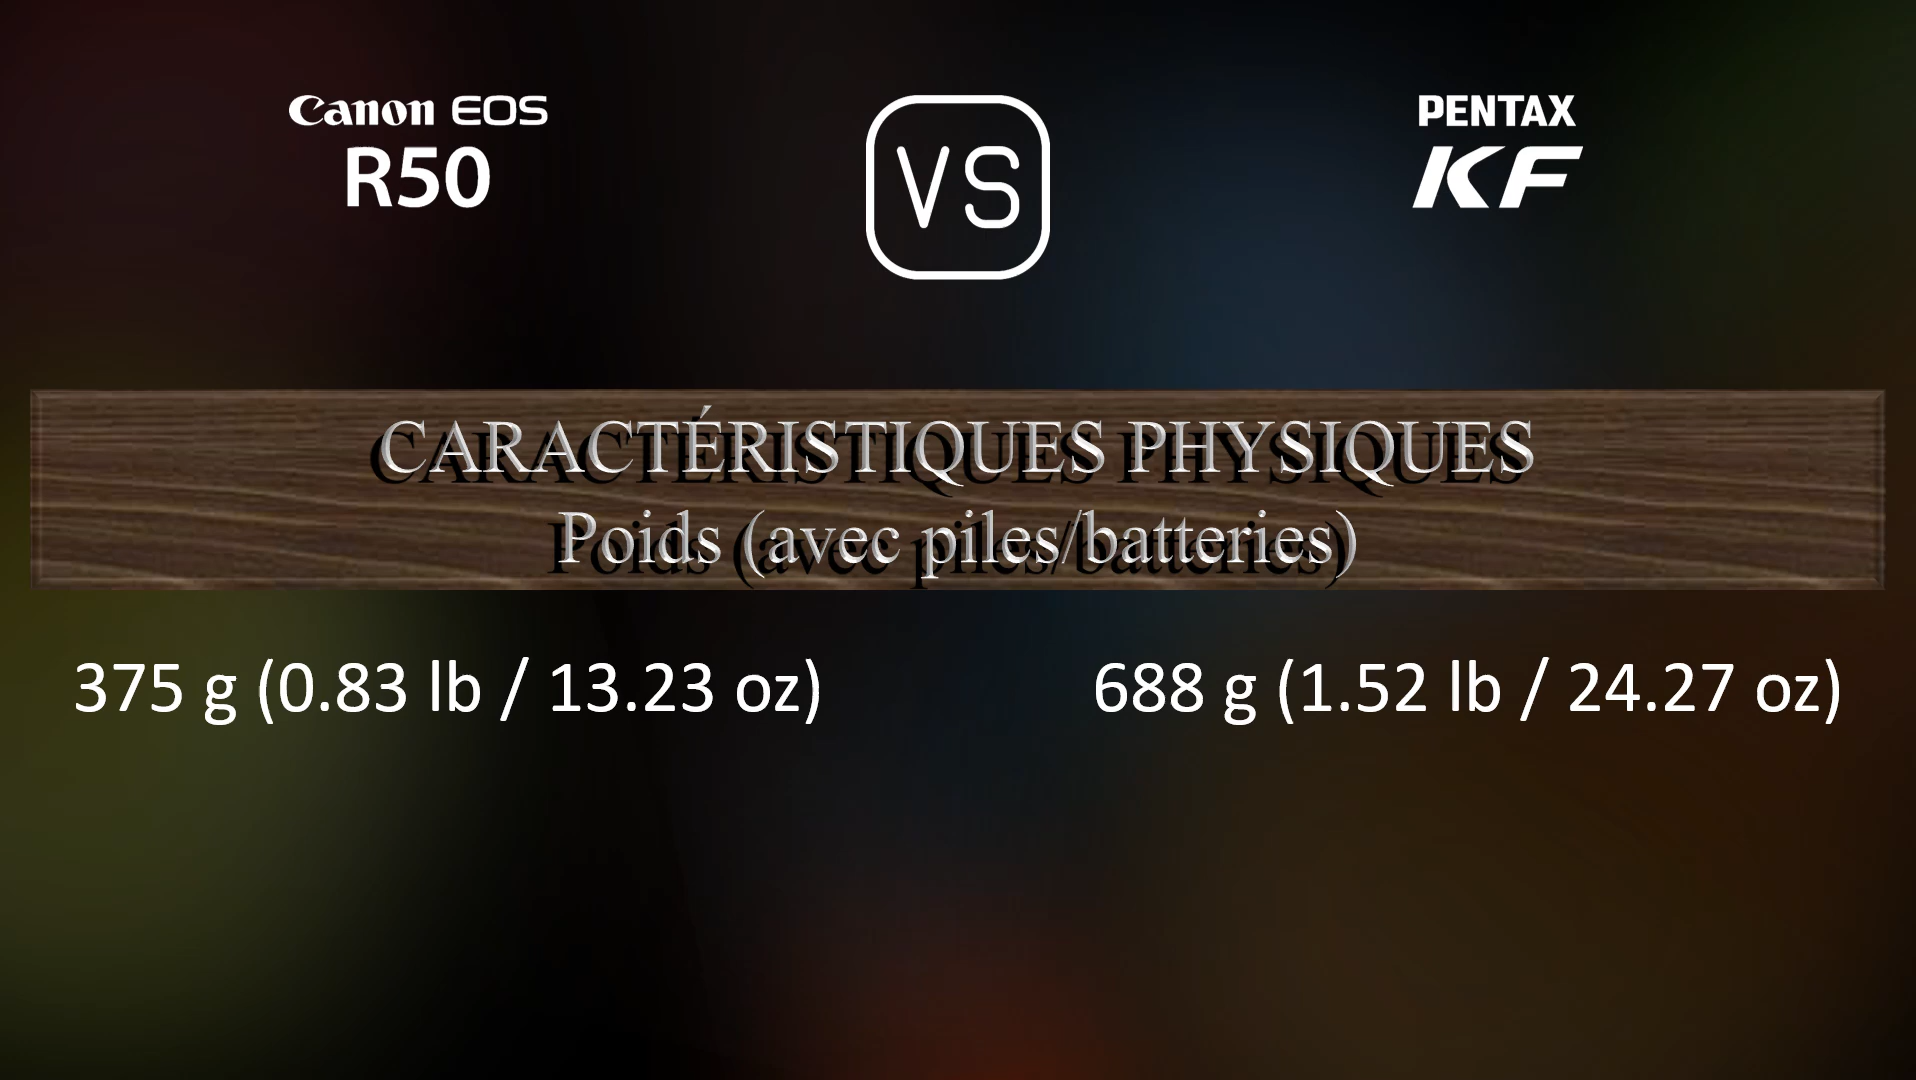 Canon EOS
R50
VS
PENTAX
KF
CARACTÉRISTIQUES PHYSIQUES
Poids (avec piles/batteries)
375 g (0.83 lb / 13.23 oz)
688 g (1.52 lb / 24.27 oz)